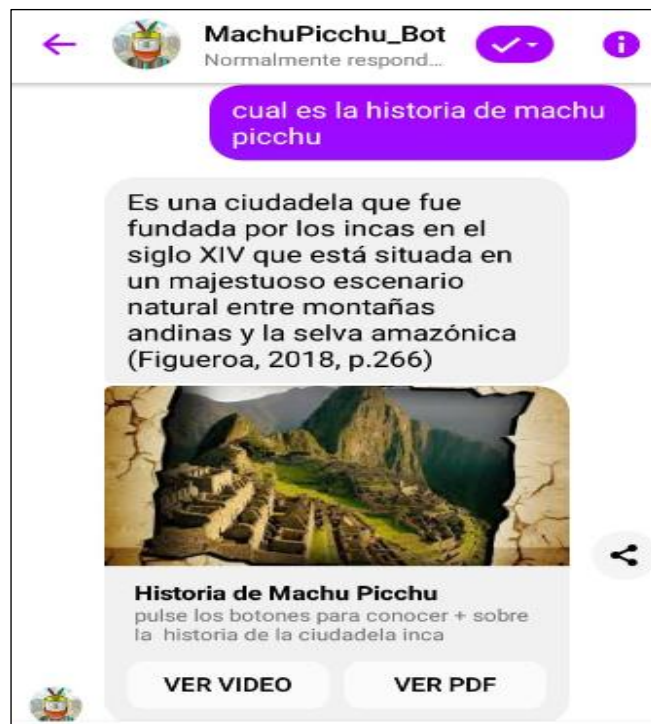 MachuPicchu_Bot
Normalmente respond...
cual es la historia de machu
picchu
Es una ciudadela que fue
fundada por los incas en el
siglo XIV que está situada en
un majestuoso escenario
natural entre montañas
andinas y la selva amazónica
(Figueroa, 2018, p.266)
Historia de Machu Picchu
pulse los botones para conocer + sobre
la historia de la ciudadela inca
VER VIDEO VER PDF